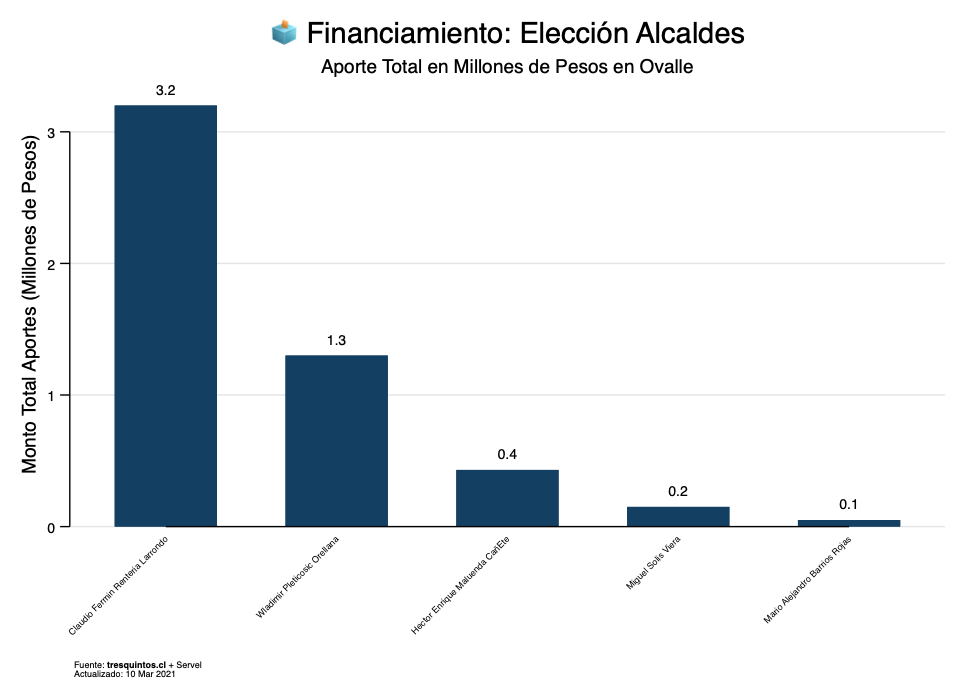 Financiamiento: Elección Alcaldes
Aporte Total en Millones de Pesos en Ovalle
Monto Total Aportes (Millones de Pesos)
3
2
1
0
3.2
1.3
0.4
0.2
0.1
Claudio Fermin Renteria Larrondo
Wladimir Pleticosic Orellana
Hector Enrique Maluenda CañEte
Miguel Solis Viera
Mario Alejandro Barrios Rojas
Fuente: tresquintos.cl + Servel
Actualizado: 10 Mar 2021